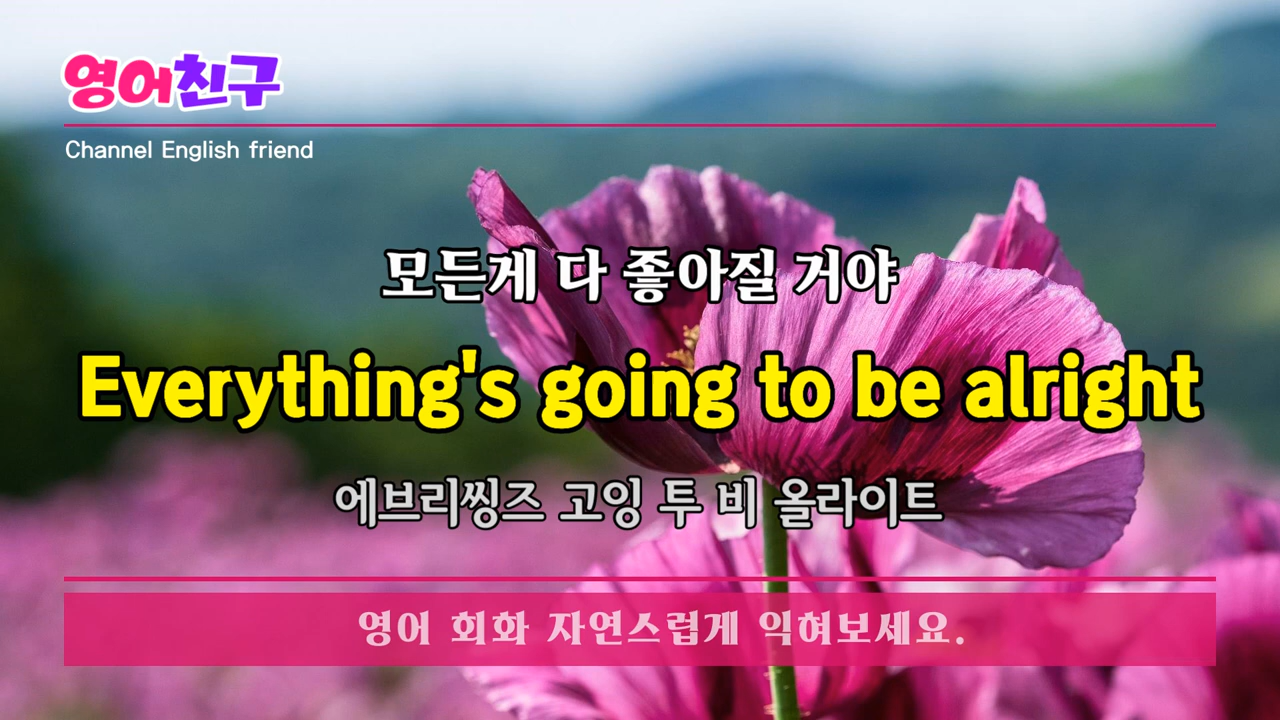 영어친구
Channel English friend
모든게 다 좋아질 거야
Everything's going to be alright
에브리씽즈 고잉 투 비 올라이트
영어 회화 자연스럽게 익혀보세요.